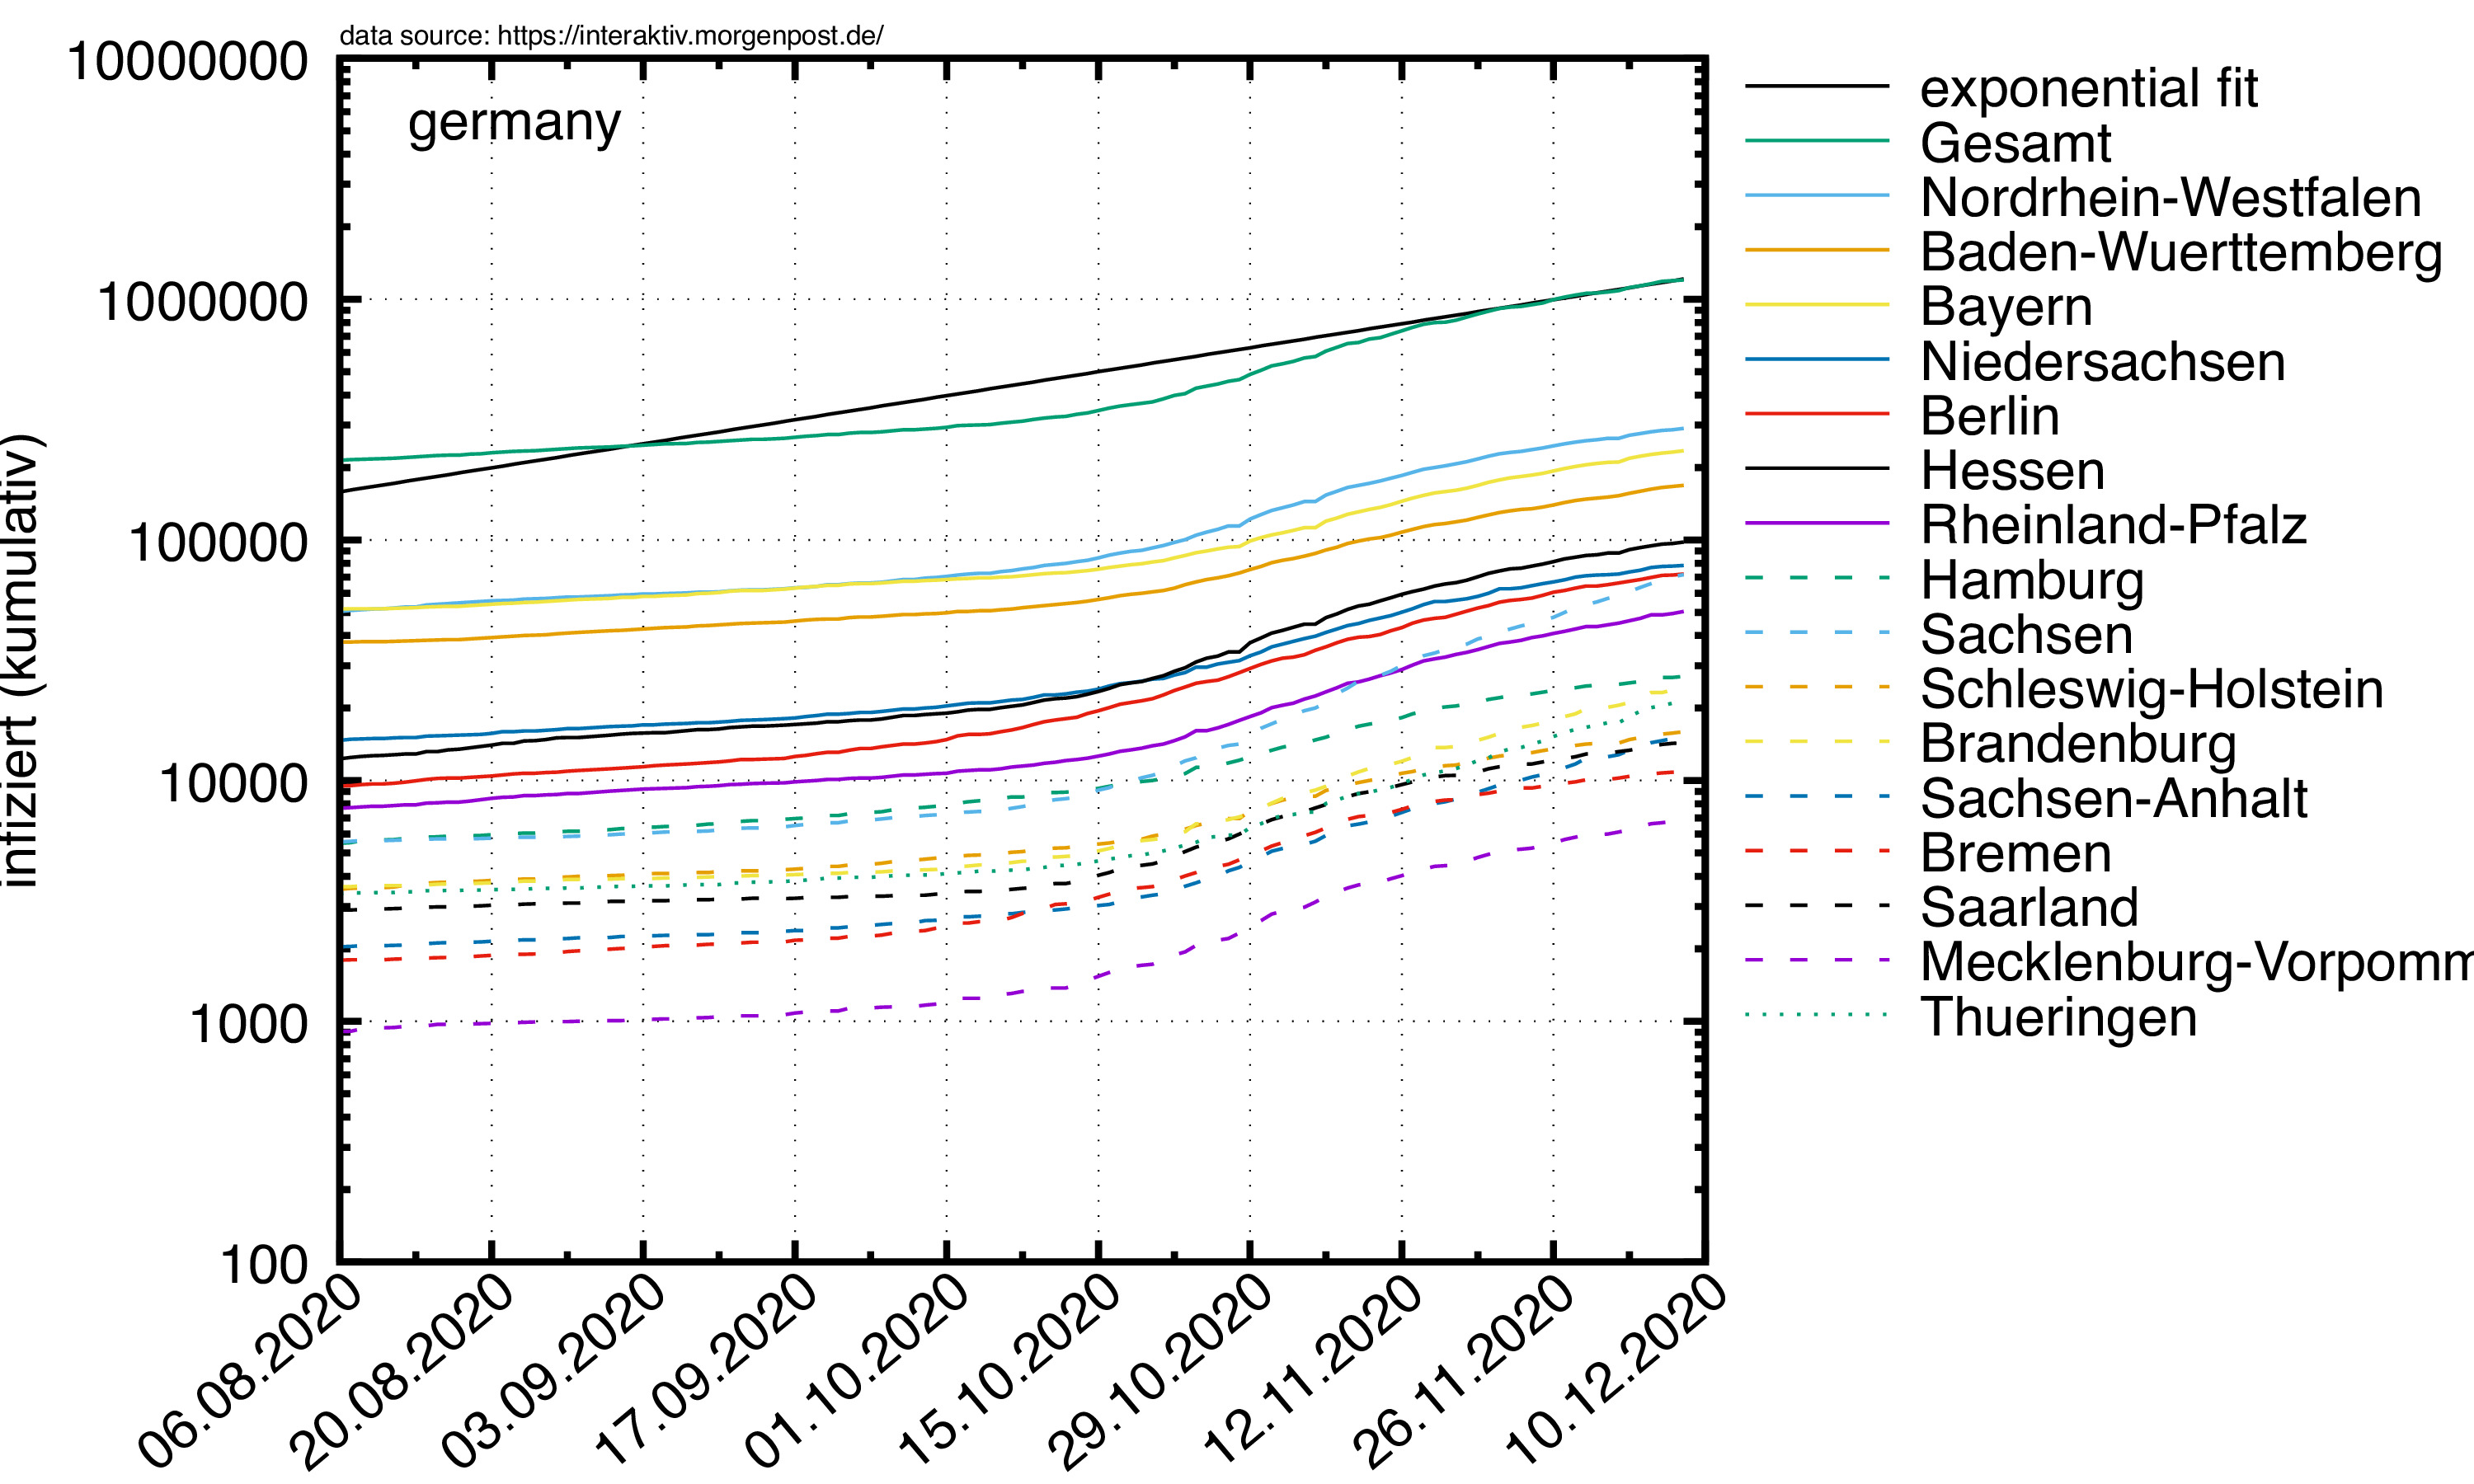 data source: https://interaktiv.morgenpost.de/
germany
infiziert (kumulativ)
10000000
1000000
100000
10000
1000
100
06.08.2020
20.08.2020
03.09.2020
17.09.2020
01.10.2020
15.10.2020
29.10.2020
12.11.2020
26.11.2020
10.12.2020
exponential fit
Gesamt
Nordrhein-Westfalen
Baden-Wuerttemberg
Bayern
Niedersachsen
Berlin
Hessen
Rheinland-Pfalz
Hamburg
Sachsen
Schleswig-Holstein
Brandenburg
Sachsen-Anhalt
Bremen
Saarland
Mecklenburg-Vorpomm
Thueringen